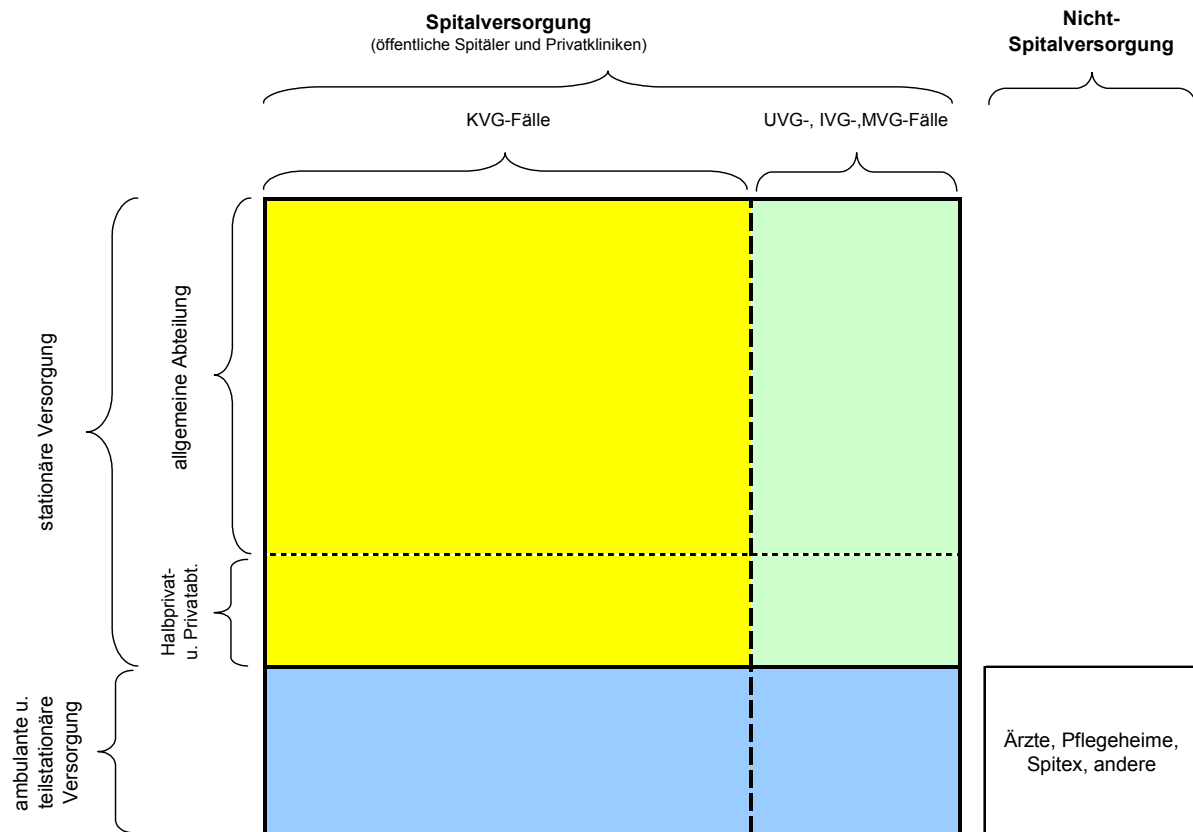 Spitalversorgung
(öffentliche Spitäler und Privatkliniken)
Nicht-
Spitalversorgung
KVG-Fälle
UVG-, IVG-,MVG-Fälle
stationäre Versorgung
allgemeine Abteilung
Halbprivat-
u. Privatabt.
ambulante u.
teilstationäre
Versorgung
Ärzte, Pflegeheime,
Spitex, andere